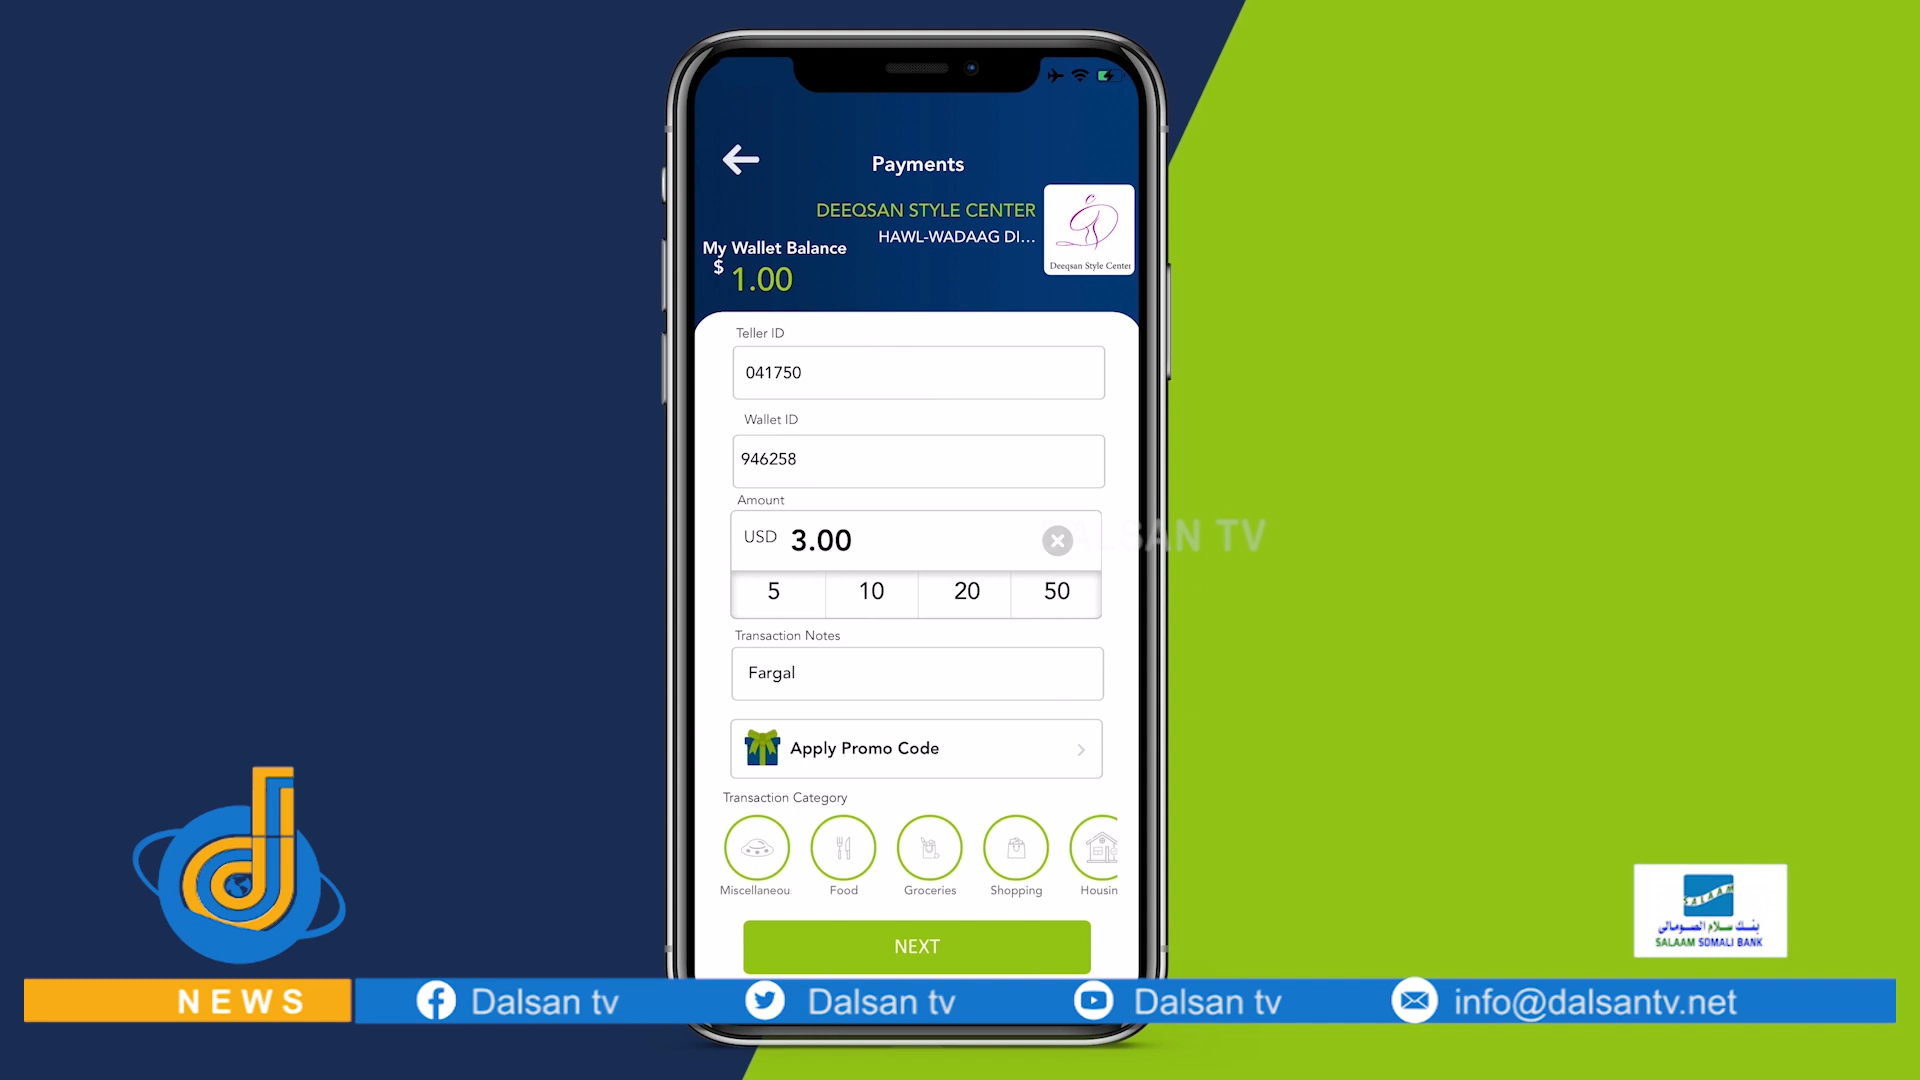 Payments
DEEQSAN STYLE CENTER
HAWL-WADAAG DI...
Deeqsan Style Center
My Wallet Balance
$ 1.00
Teller ID
041750
Wallet ID
946258
Amount
USD 3.00
5 10 20 50
Transaction Notes
Fargal
Apply Promo Code
Transaction Category
Miscellaneou Food Groceries Shopping Housin
NEXT
DALSAN TV
SALAAM
بنك سلام الصومالي
SALAAM SOMALI BANK
NEWS
Dalsan tv Dalsan tv Dalsan tv info@dalsantv.net